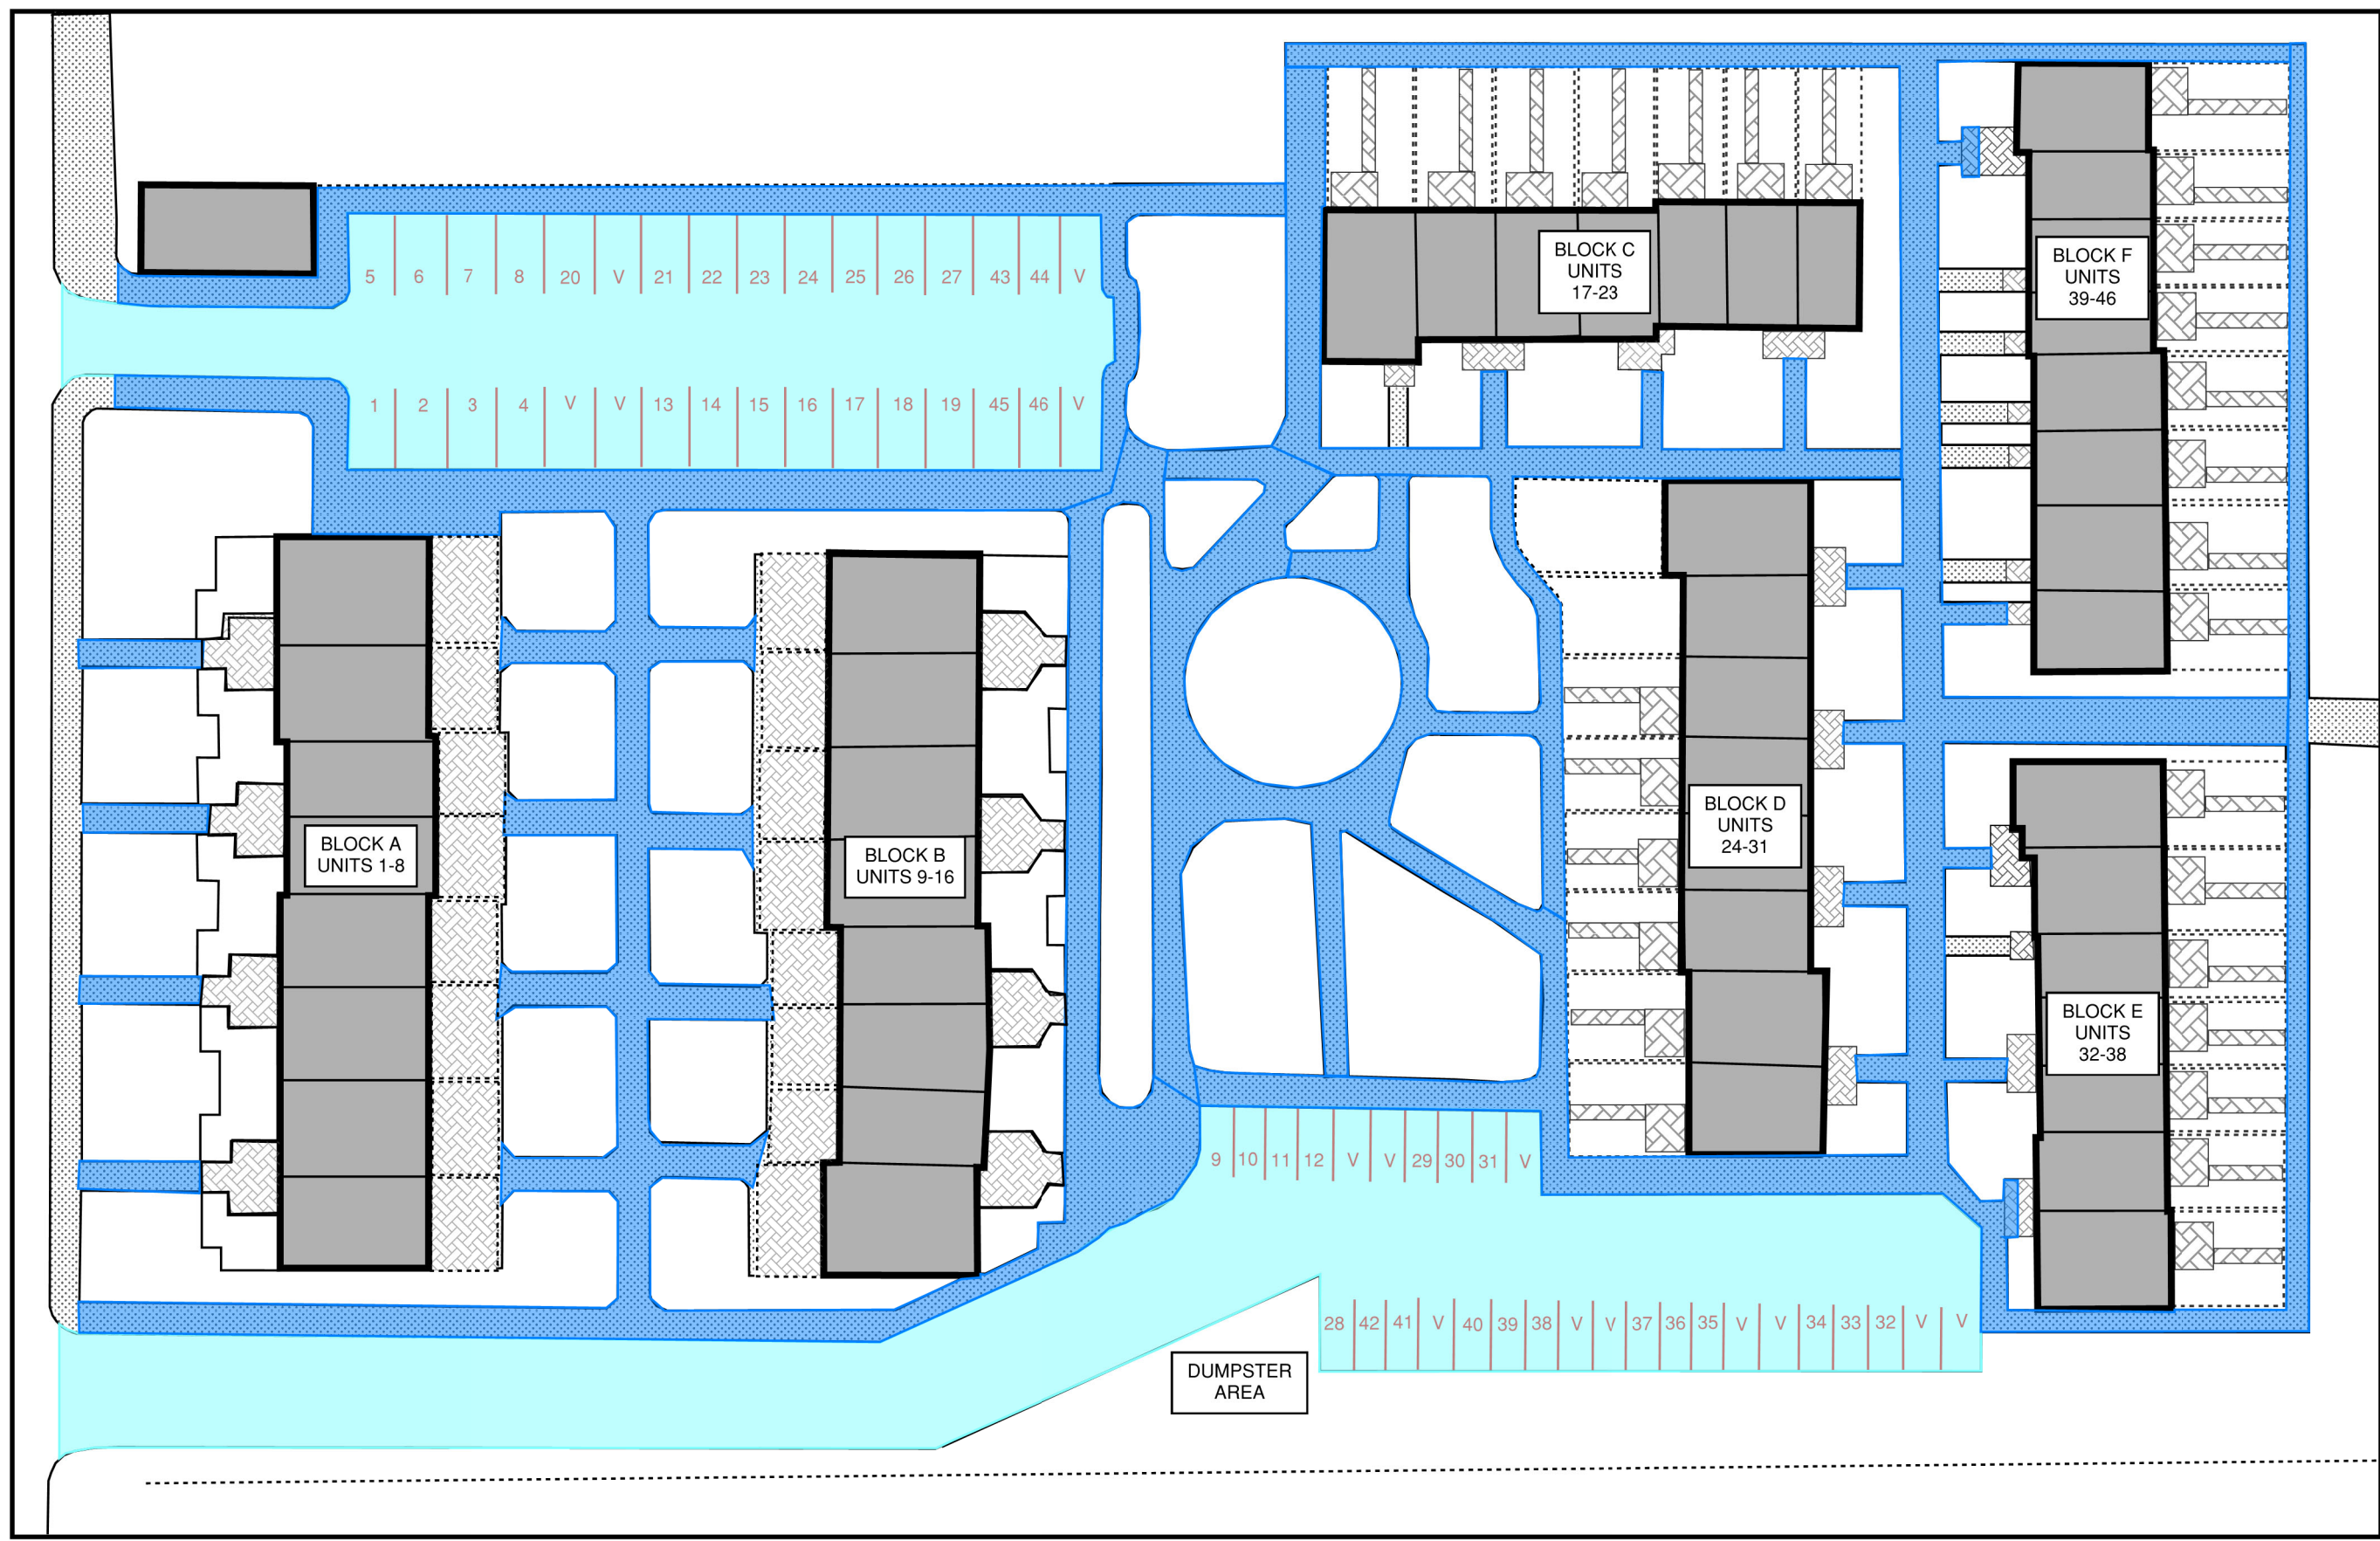 BLOCK C
UNITS
17-23
BLOCK F
UNITS
39-46
5 6 7 8 20 V 21 22 23 24 25 26 27 43 44 V
1 2 3 4 V V 13 14 15 16 17 18 19 45 46 V
BLOCK A
UNITS 1-8
BLOCK B
UNITS 9-16
BLOCK D
UNITS
24-31
BLOCK E
UNITS
32-38
9 10 11 12 V V 29 30 31 V
28 42 41 V 40 39 38 V V 37 36 35 V V 34 33 32 V V
DUMPSTER
AREA